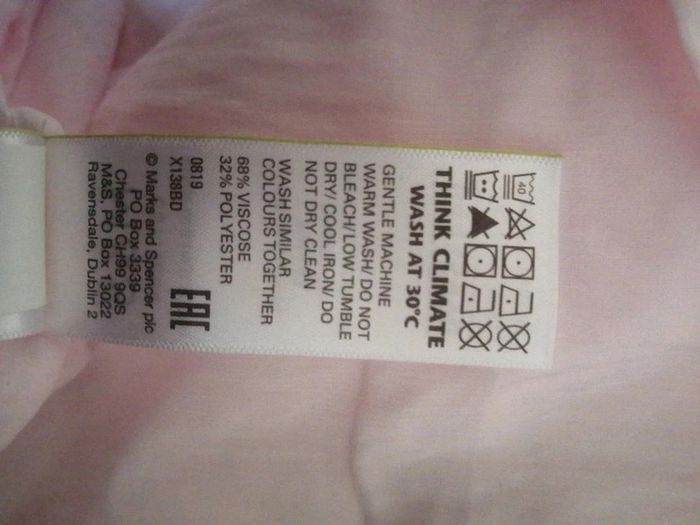 40
THINK CLIMATE
WASH AT 30°C
GENTLE MACHINE
WARM WASH/ DO NOT
BLEACH/ LOW TUMBLE
DRY/ COOL IRON/ DO
NOT DRY CLEAN
WASH SIMILAR
COLOURS TOGETHER
68% VISCOSE
32% POLYESTER
0819
X138BD
EAC
© Marks and Spencer plc
PO Box 3339
Chester CH99 9QS
M&S, PO Box 13022
Ravensdale, Dublin 2